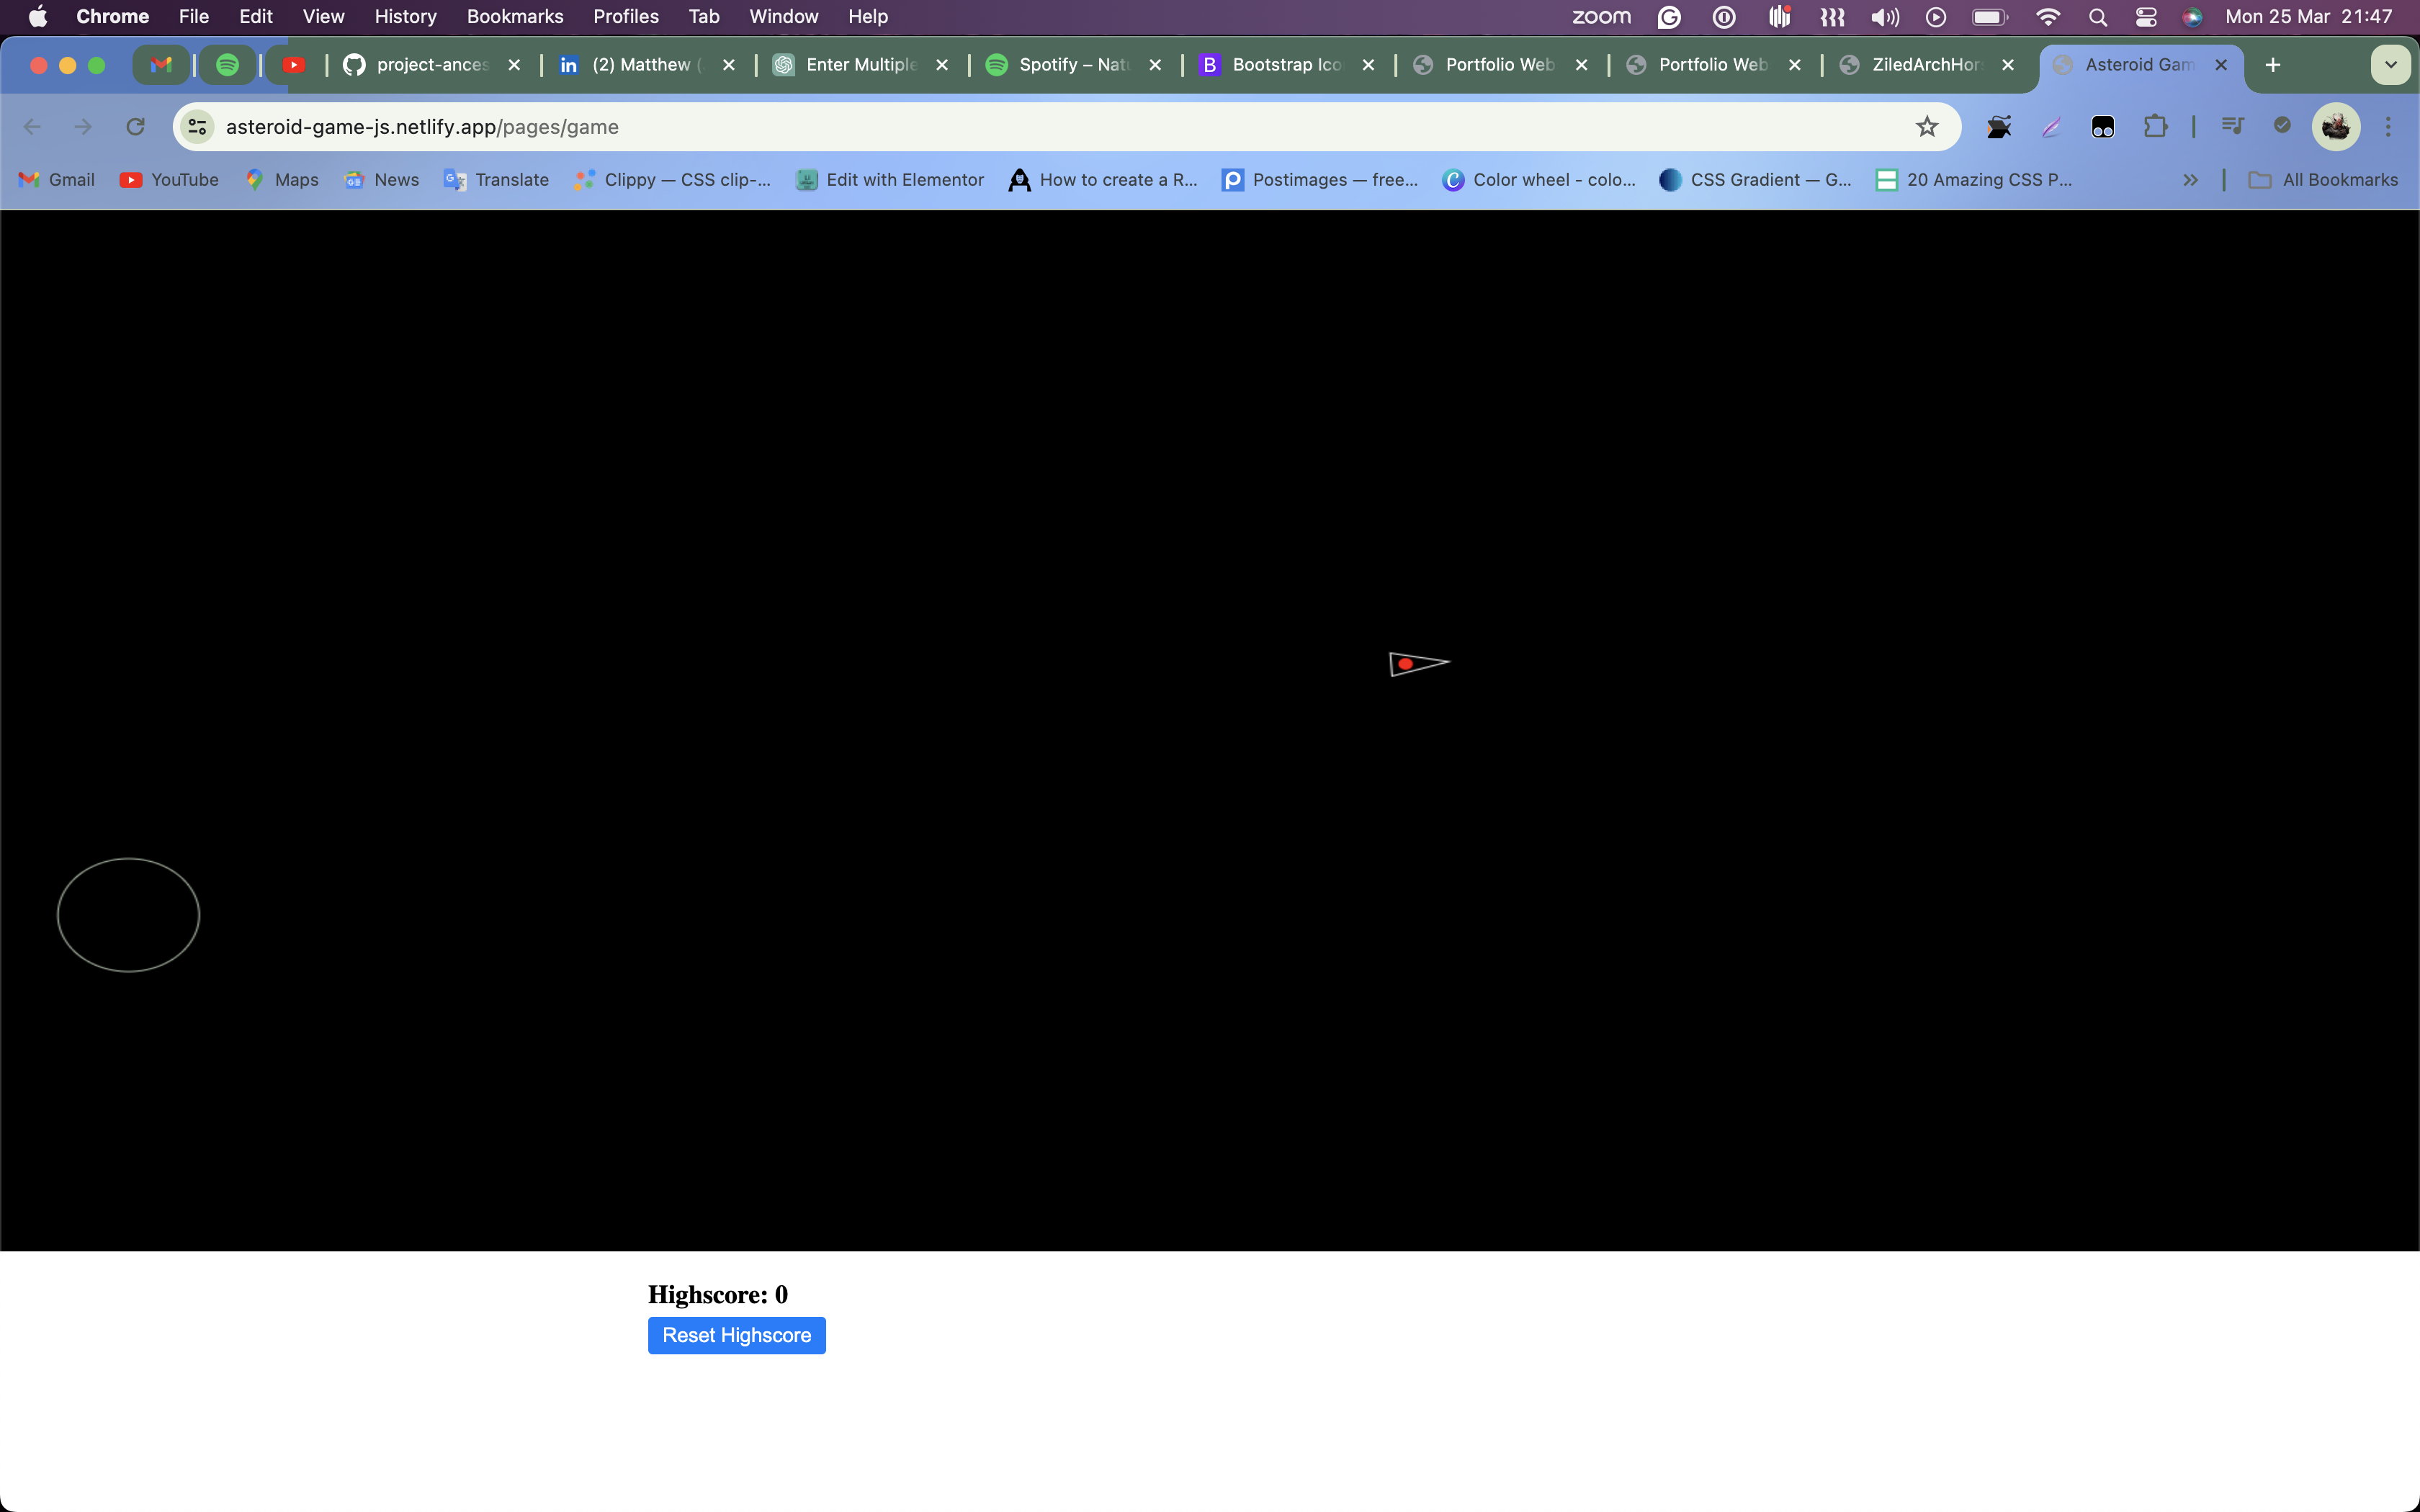 Chrome File Edit View History Bookmarks Profiles Tab Window Help zoom Mon 25 Mar 21:47
project-ances in (2) Matthew ( Enter Multiple Spotify – Nat B Bootstrap Ico Portfolio Web Portfolio Web ZiledArchHor Asteroid Gam
asteroid-game-js.netlify.app/pages/game
Gmail YouTube Maps News Translate Clippy — CSS clip-... Edit with Elementor How to create a R... Postimages — free... Color wheel - colo... CSS Gradient — G... 20 Amazing CSS P... » All Bookmarks
Highscore: 0
Reset Highscore